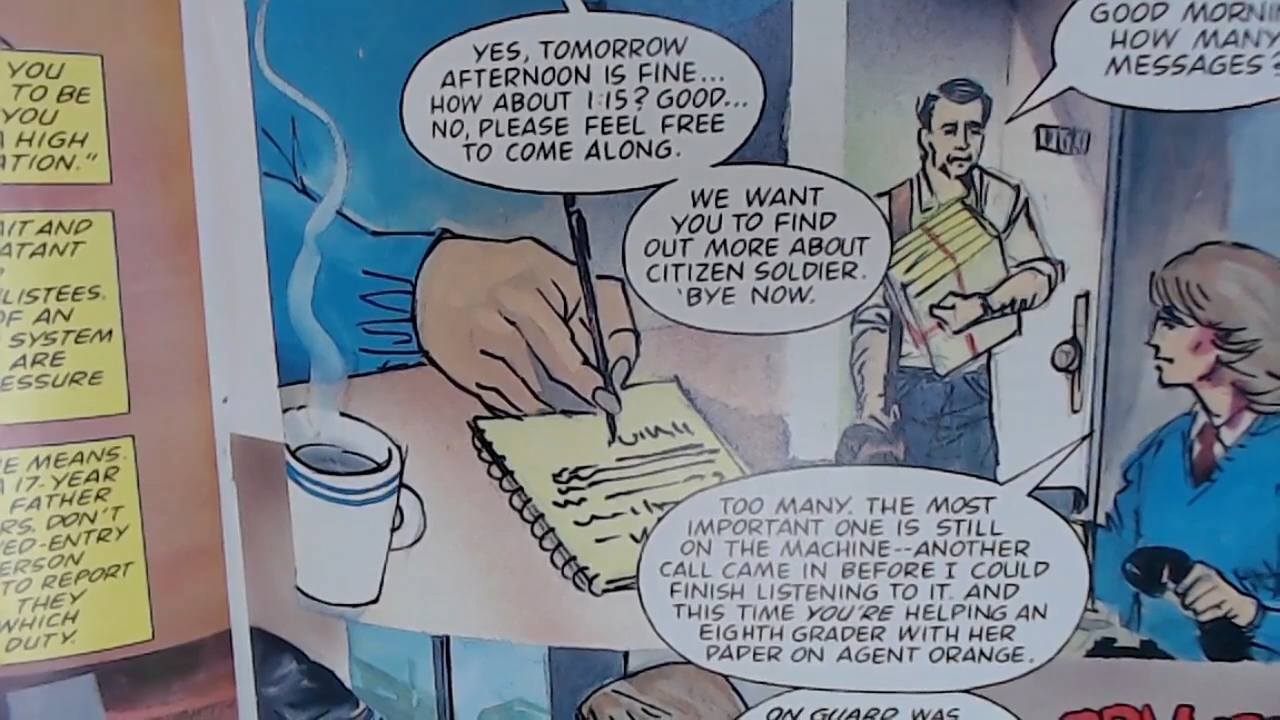 YOU
TO BE
YOU
A HIGH
ATION."
AIT AND
ATANT
LISTEES.
OF AN
SYSTEM
ARE
ESSURE
E MEANS.
A 17-YEAR
FATHER
RS. DON'T
ED-ENTRY
ERSON
TO REPORT
THEY
WHICH
DUTY.
YES, TOMORROW
AFTERNOON IS FINE...
HOW ABOUT 1:15? GOOD...
NO, PLEASE FEEL FREE
TO COME ALONG.
WE WANT
YOU TO FIND
OUT MORE ABOUT
CITIZEN SOLDIER.
'BYE NOW.
GOOD MORNI
HOW MANY
MESSAGES?
TOO MANY. THE MOST
IMPORTANT ONE IS STILL
ON THE MACHINE--ANOTHER
CALL CAME IN BEFORE I COULD
FINISH LISTENING TO IT. AND
THIS TIME YOU'RE HELPING AN
EIGHTH GRADER WITH HER
PAPER ON AGENT ORANGE.
ON GUARD WAS